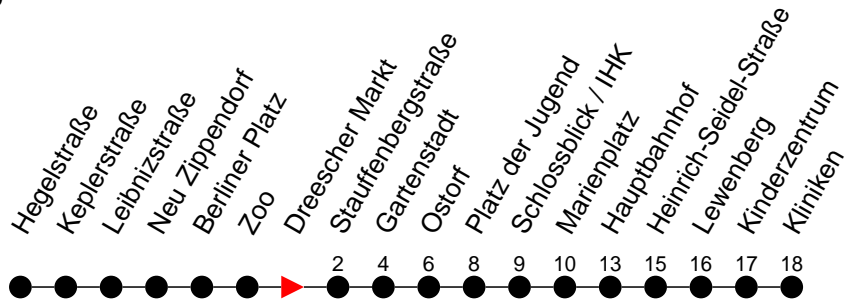 Hegelstraße
Keplerstraße
Leibnizstraße
Neu Zippendorf
Berliner Platz
Zoo
Dreescher Markt
Stauffenbergstraße
Gartenstadt
Ostorf
Platz der Jugend
Schlossblick / IHK
Marienplatz
Hauptbahnhof
Heinrich-Seidel-Straße
Lewenberg
Kinderzentrum
Kliniken
2 4 6 8 9 10 13 15 16 17 18